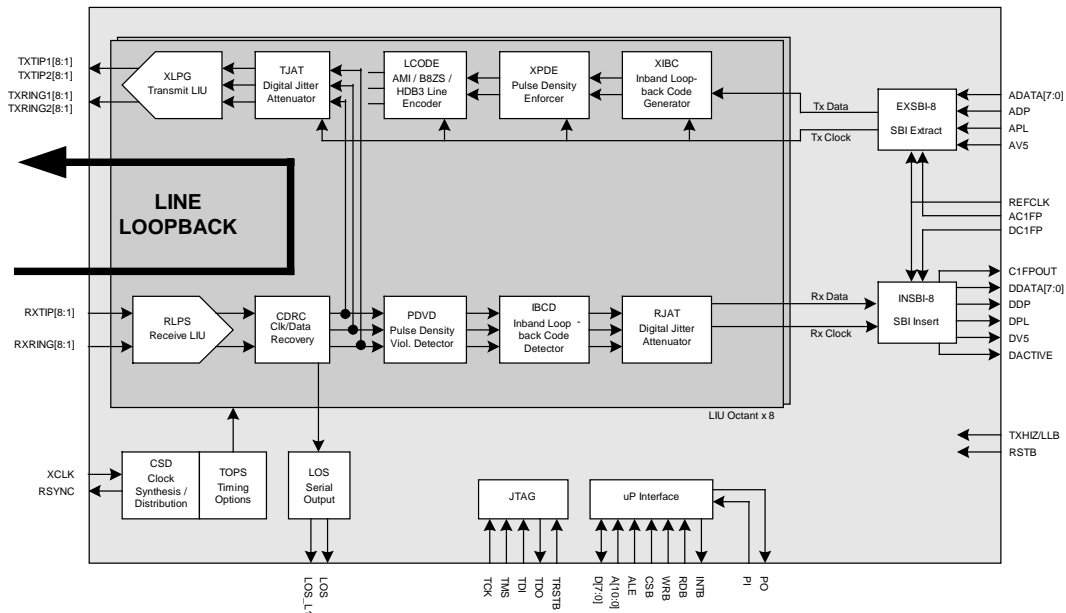 TXTIP1[8:1]
TXTIP2[8:1]
TXRING1[8:1]
TXRING2[8:1]
XLPG
Transmit LIU
TJAT
Digital Jitter
Attenuator
LCODE
AMI / B8ZS /
HDB3 Line
Encoder
XPDE
Pulse Density
Enforcer
XIBC
Inband Loop-
back Code
Generator
Tx Data
Tx Clock
EXSBI-8
SBI Extract
ADATA[7:0]
ADP
APL
AV5
LINE
LOOPBACK
REFCLK
AC1FP
DC1FP
RXTIP[8:1]
RXRING[8:1]
RLPS
Receive LIU
CDRC
Clk/Data
Recovery
PDVD
Pulse Density
Viol. Detector
IBCD
Inband Loop -
back Code
Detector
RJAT
Digital Jitter
Attenuator
Rx Data
Rx Clock
INSBI-8
SBI Insert
C1FPOUT
DDATA[7:0]
DDP
DPL
DV5
DACTIVE
LIU Octant x 8
XCLK
RSYNC
CSD
Clock
Synthesis /
Distribution
TOPS
Timing
Options
LOS
Serial
Output
JTAG
uP Interface
TXHIZ/LLB
RSTB
LOS
TCK
TMS
TDI
TDO
TRSTB
D[7:0]
A[10:0]
ALE
CSB
WRB
RDB
INTB
PI
PO